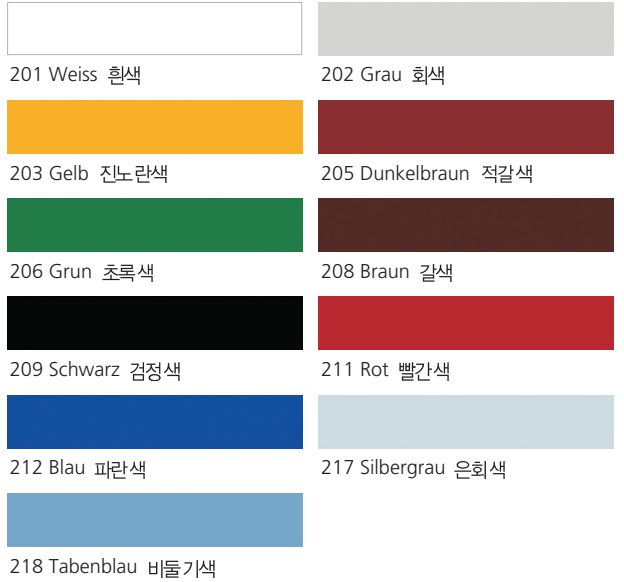 201 Weiss 흰색
202 Grau 회색
203 Gelb 진노란색
205 Dunkelbraun 적갈색
206 Grun 초록색
208 Braun 갈색
209 Schwarz 검정색
211 Rot 빨간색
212 Blau 파란색
217 Silbergrau 은회색
218 Tabenblau 비둘기색